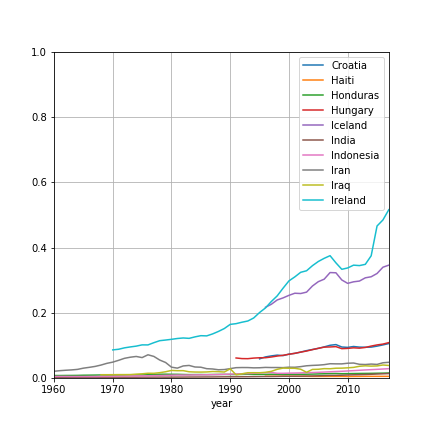 1.0
0.8
0.6
0.4
0.2
0.0
1960
1970
1980
1990
2000
2010
year
Croatia
Haiti
Honduras
Hungary
Iceland
India
Indonesia
Iran
Iraq
Ireland